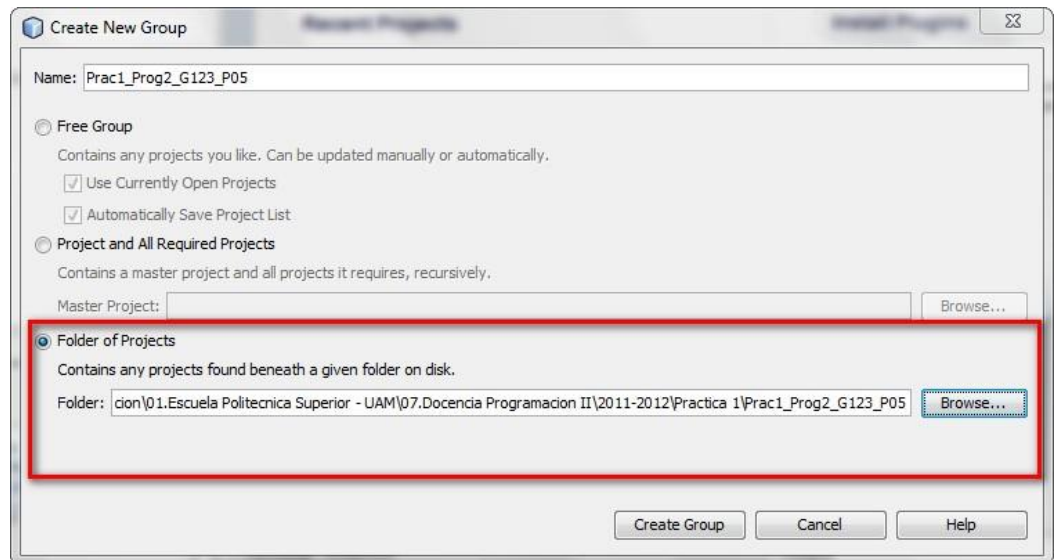 Create New Group
Recent Projects
Install Plugins
Name: Prac1_Prog2_G123_P05
Free Group
Contains any projects you like. Can be updated manually or automatically.
Use Currently Open Projects
Automatically Save Project List
Project and All Required Projects
Contains a master project and all projects it requires, recursively.
Master Project:
Browse...
Folder of Projects
Contains any projects found beneath a given folder on disk.
Folder: cion\01.Escuela Politecnica Superior - UAM\07.Docencia Programacion II\2011-2012\Practica 1\Prac1_Prog2_G123_P05 Browse...
Create Group Cancel Help